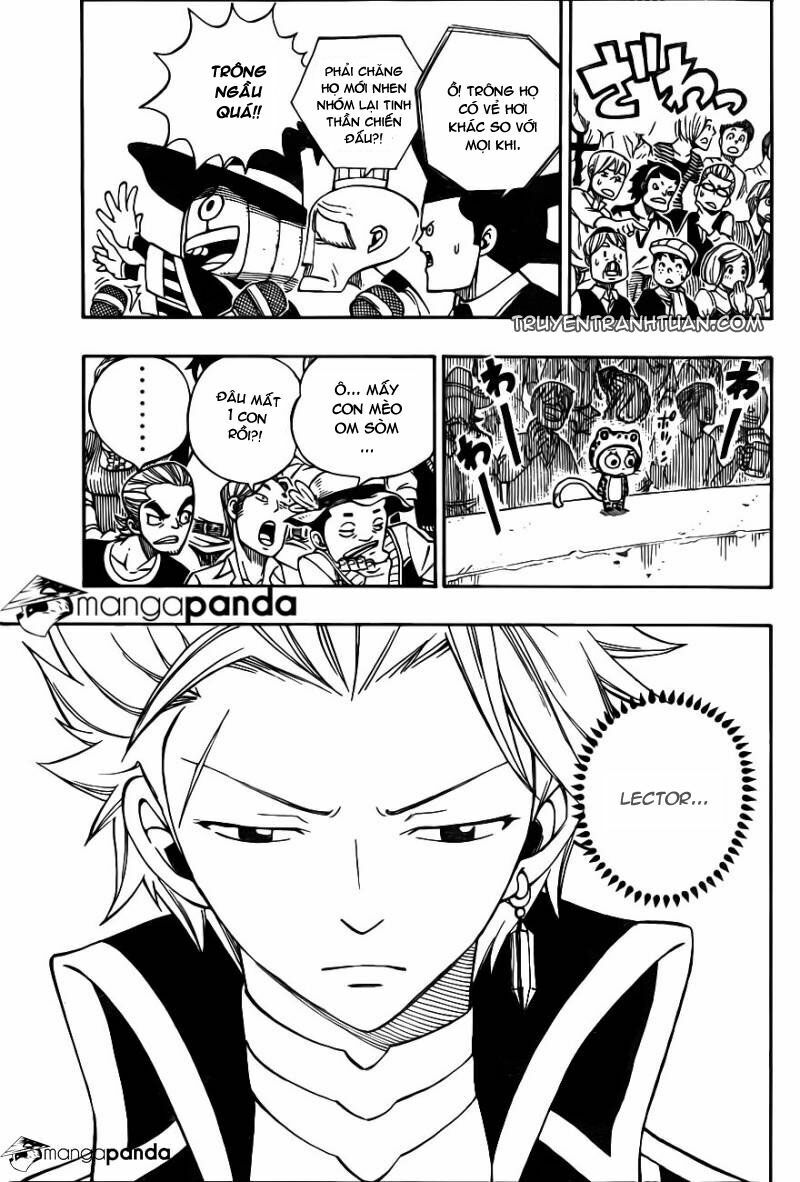 ざわっ
Ồ! TRÔNG HỌ
CÓ VẺ HƠI
KHÁC SO VỚI
MỌI KHI.
PHẢI CHĂNG
HỌ MỚI NHEN
NHÓM LẠI TINH
THẦN CHIẾN
ĐẤU?!
TRÔNG
NGẦU
QUÁ!!
TRUYENTRANHTUAN.COM
わー
わー
わー
ポツ
Ô... MẤY
CON MÈO
OM SÒM
...
ĐÂU MẤT
1 CON
RỒI?!
......
mangapanda
LECTOR...
mangapanda